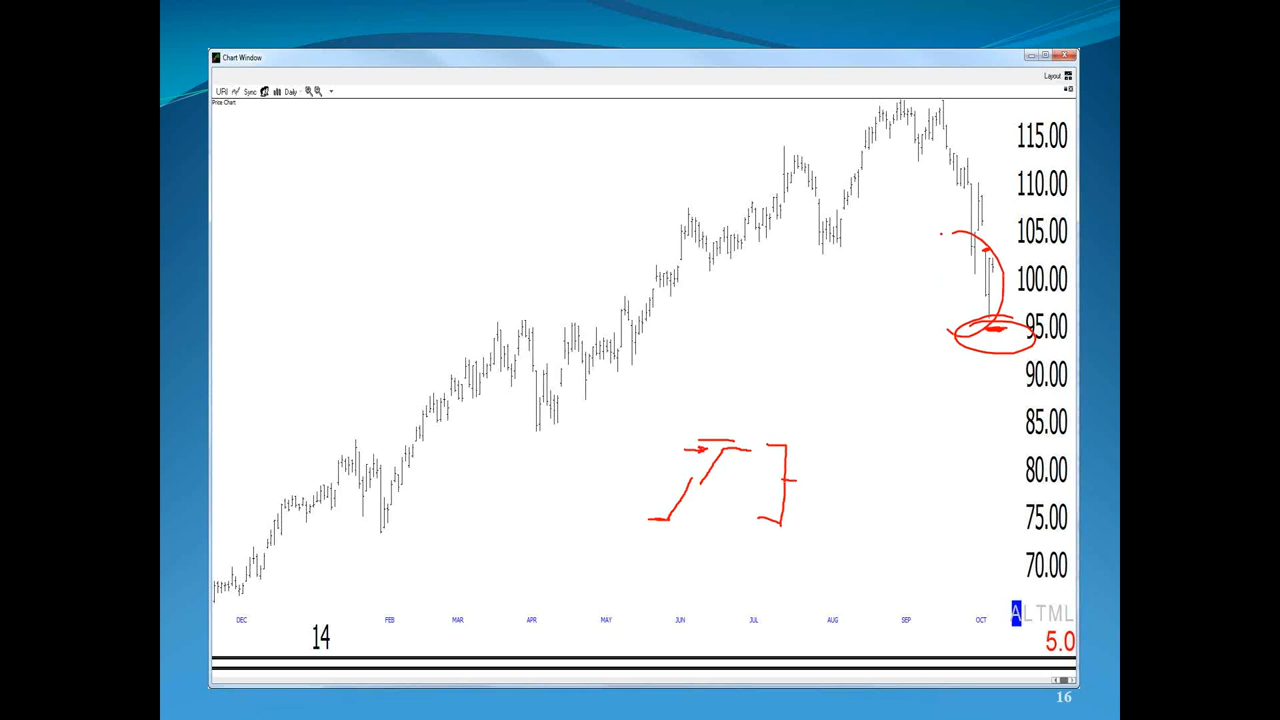 Chart Window
Layout
URI Sync Daily
Price Chart
115.00
110.00
105.00
100.00
95.00
90.00
85.00
80.00
75.00
70.00
ALTML
DEC FEB MAR APR MAY JUN JUL AUG SEP OCT
14
5.0
16